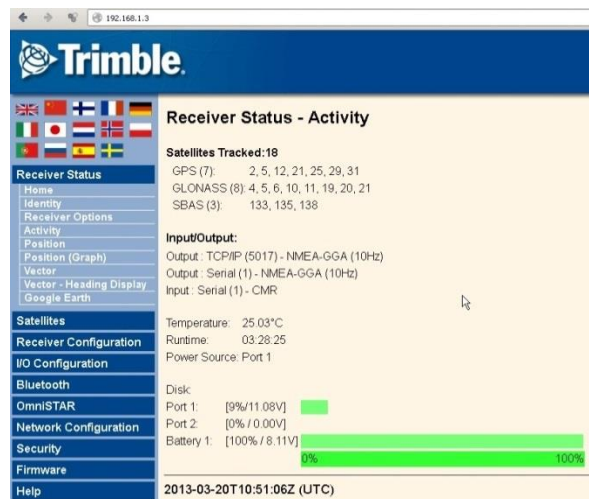 192.168.1.3
Trimble.
Receiver Status
Home
Identity
Receiver Options
Activity
Position
Position (Graph)
Vector
Vector - Heading Display
Google Earth
Satellites
Receiver Configuration
I/O Configuration
Bluetooth
OmniSTAR
Network Configuration
Security
Firmware
Help
Receiver Status - Activity
Satellites Tracked:18
GPS (7): 2, 5, 12, 21, 25, 29, 31
GLONASS (8): 4, 5, 6, 10, 11, 19, 20, 21
SBAS (3): 133, 135, 138
Input/Output:
Output : TCP/IP (5017) - NMEA-GGA (10Hz)
Output : Serial (1) - NMEA-GGA (10Hz)
Input : Serial (1) - CMR
Temperature: 25.03°C
Runtime: 03:28:25
Power Source: Port 1
Disk:
Port 1: [9%/11.08V]
Port 2: [0% / 0.00V]
Battery 1: [100% / 8.11V]
0% 100%
2013-03-20T10:51:06Z (UTC)